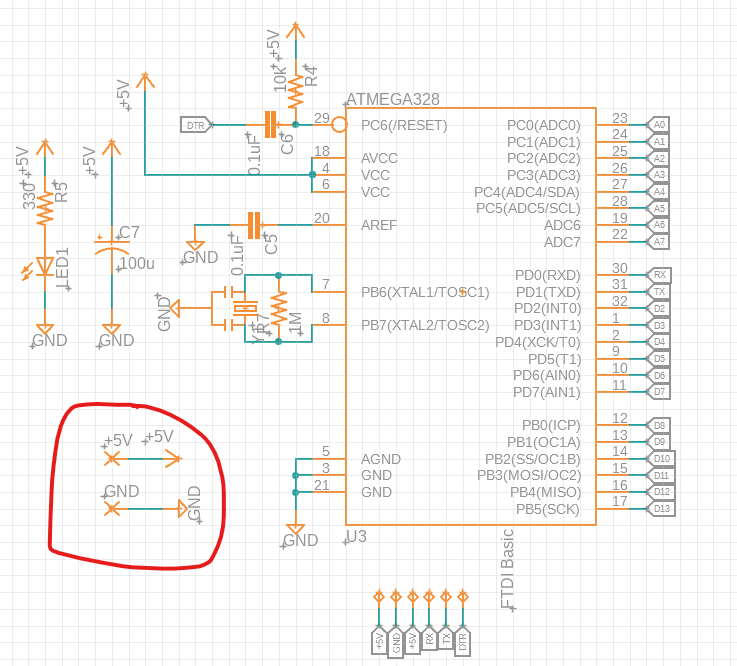 +5V
10k
R4
ATMEGA328
+5V
DTR
0.1uF
C6
29
PC6(/RESET)
PC0(ADC0)
23
A0
PC1(ADC1)
24
A1
18
AVCC
PC2(ADC2)
25
A2
4
VCC
PC3(ADC3)
26
A3
6
VCC
PC4(ADC4/SDA)
27
A4
PC5(ADC5/SCL)
28
A5
20
AREF
ADC6
19
A6
ADC7
22
A7
+5V
330
R5
LED1
GND
+5V
C7
100u
GND
GND
0.1uF
C5
GND
1M
7
PB6(XTAL1/TOSC1)
8
PB7(XTAL2/TOSC2)
PD0(RXD)
30
RX
PD1(TXD)
31
TX
PD2(INT0)
32
D2
PD3(INT1)
1
D3
PD4(XCK/T0)
2
D4
PD5(T1)
9
D5
PD6(AIN0)
10
D6
PD7(AIN1)
11
D7
PB0(ICP)
12
D8
PB1(OC1A)
13
D9
5
AGND
PB2(SS/OC1B)
14
D10
3
GND
PB3(MOSI/OC2)
15
D11
21
GND
PB4(MISO)
16
D12
PB5(SCK)
17
D13
GND
U3
+5V
+5V
GND
GND
FTDI Basic
+5V
GND
+5V
RX
TX
DTR